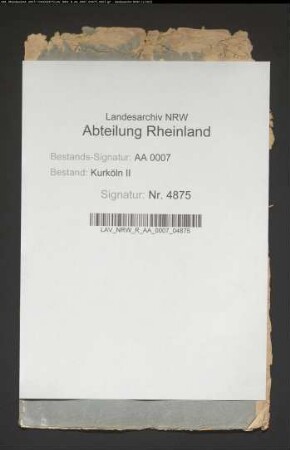 Landesarchiv NRW
Abteilung Rheinland
Bestands-Signatur: AA 0007
Bestand: Kurköln II
Signatur: Nr. 4875
LAV_NRW_R_AA_0007_04875